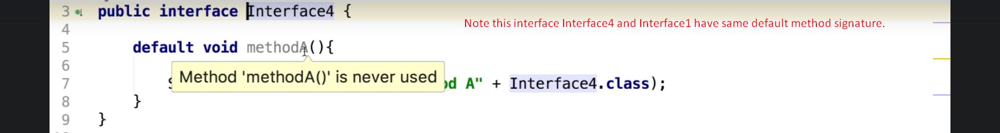 3 public interface Interface4 {
Note this interface Interface4 and Interface1 have same default method signature.
4
5 default void methodA(){
6
Method 'methodA()' is never used
7 A" + Interface4.class);
8 }
9 }